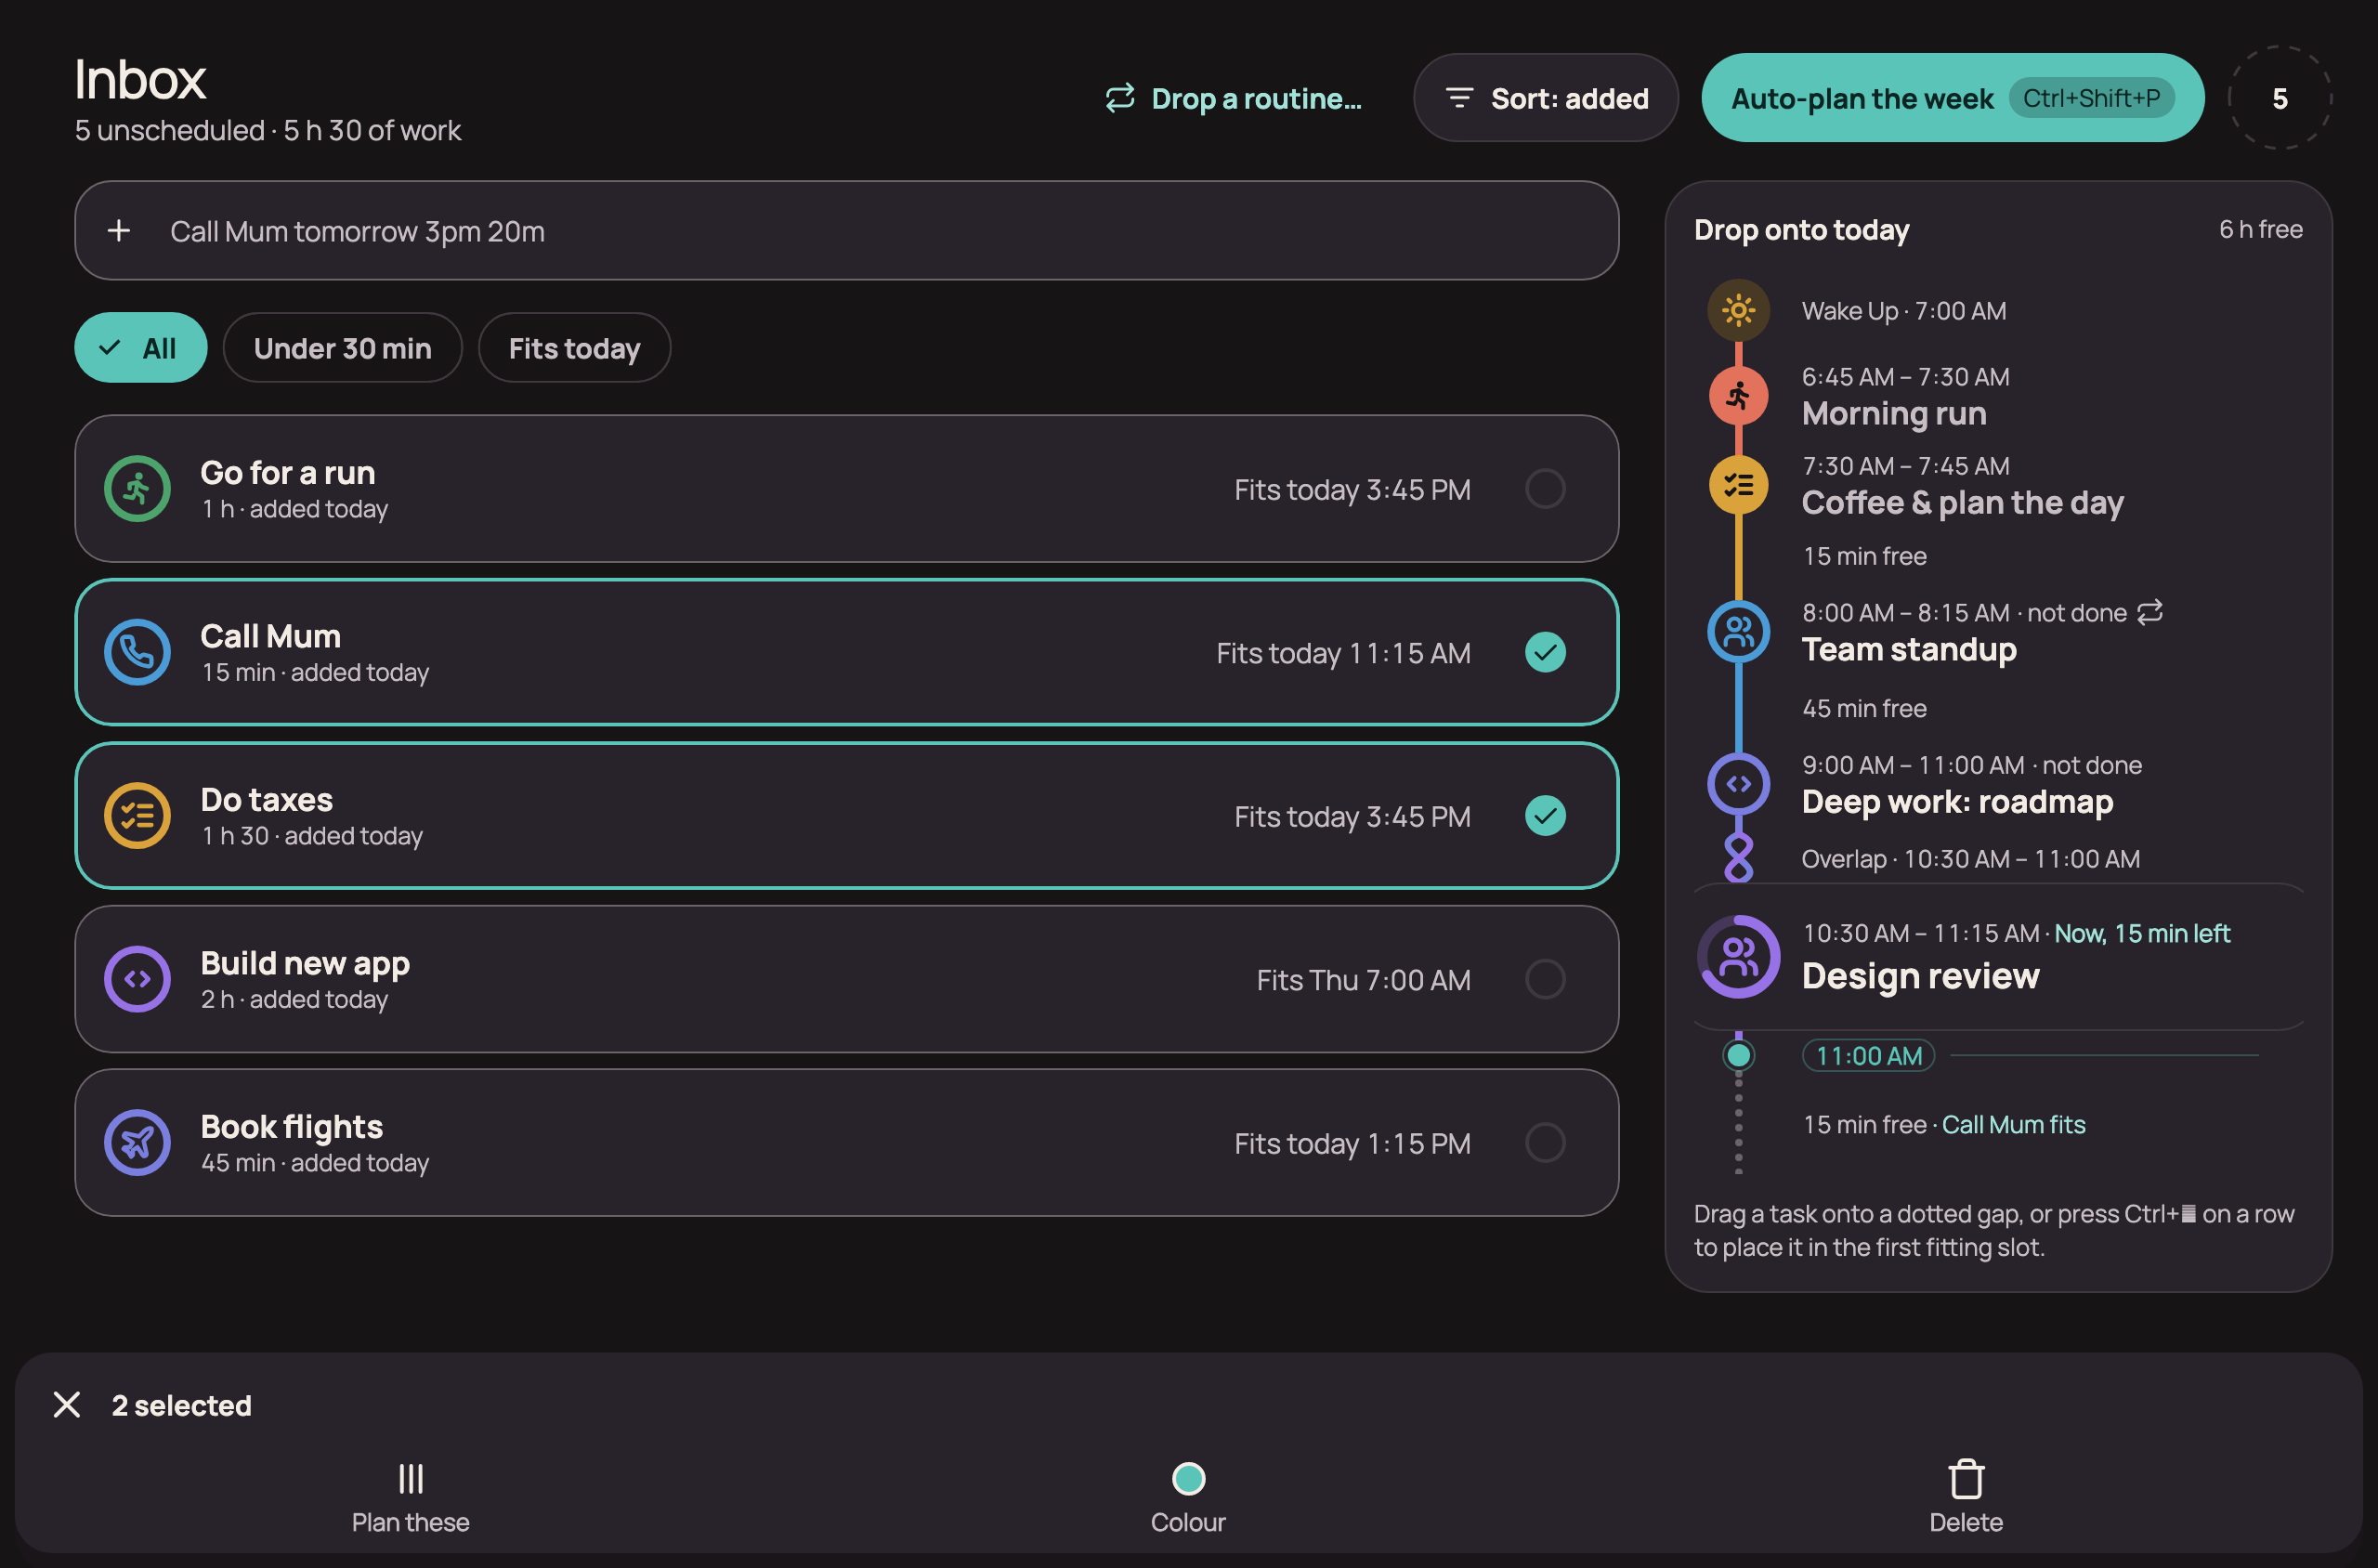 Inbox
5 unscheduled · 5 h 30 of work
Drop a routine...
Sort: added
Auto-plan the week Ctrl+Shift+P
5
Call Mum tomorrow 3pm 20m
All
Under 30 min
Fits today
Go for a run
1 h · added today
Fits today 3:45 PM
Call Mum
15 min · added today
Fits today 11:15 AM
Do taxes
1 h 30 · added today
Fits today 3:45 PM
Build new app
2 h · added today
Fits Thu 7:00 AM
Book flights
45 min · added today
Fits today 1:15 PM
Drop onto today
6 h free
Wake Up · 7:00 AM
6:45 AM – 7:30 AM
Morning run
7:30 AM – 7:45 AM
Coffee & plan the day
15 min free
8:00 AM – 8:15 AM · not done
Team standup
45 min free
9:00 AM – 11:00 AM · not done
Deep work: roadmap
Overlap · 10:30 AM – 11:00 AM
10:30 AM – 11:15 AM · Now, 15 min left
Design review
11:00 AM
15 min free · Call Mum fits
Drag a task onto a dotted gap, or press Ctrl+ on a row
to place it in the first fitting slot.
2 selected
Plan these
Colour
Delete